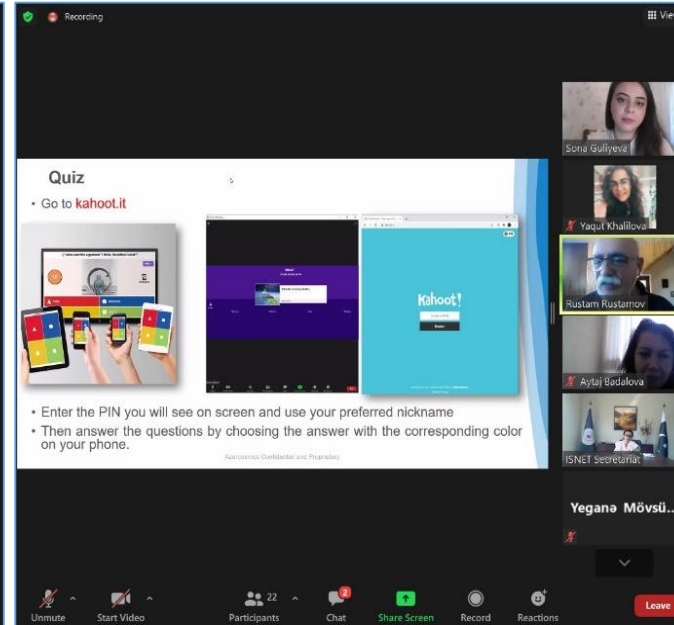 Recording
View
Quiz
• Go to kahoot.it
Kahoot!
• Enter the PIN you will see on screen and use your preferred nickname
• Then answer the questions by choosing the answer with the corresponding color
on your phone.
Azercosmos Confidential and Proprietary
Sona Guliyeva
Yaqut Khalilova
Rustam Rustamov
Aytaj Badalova
ISNET Secretariat
Yeganə Mövsü...
Unmute
Start Video
22
Participants
2
Chat
Share Screen
Record
Reactions
Leave